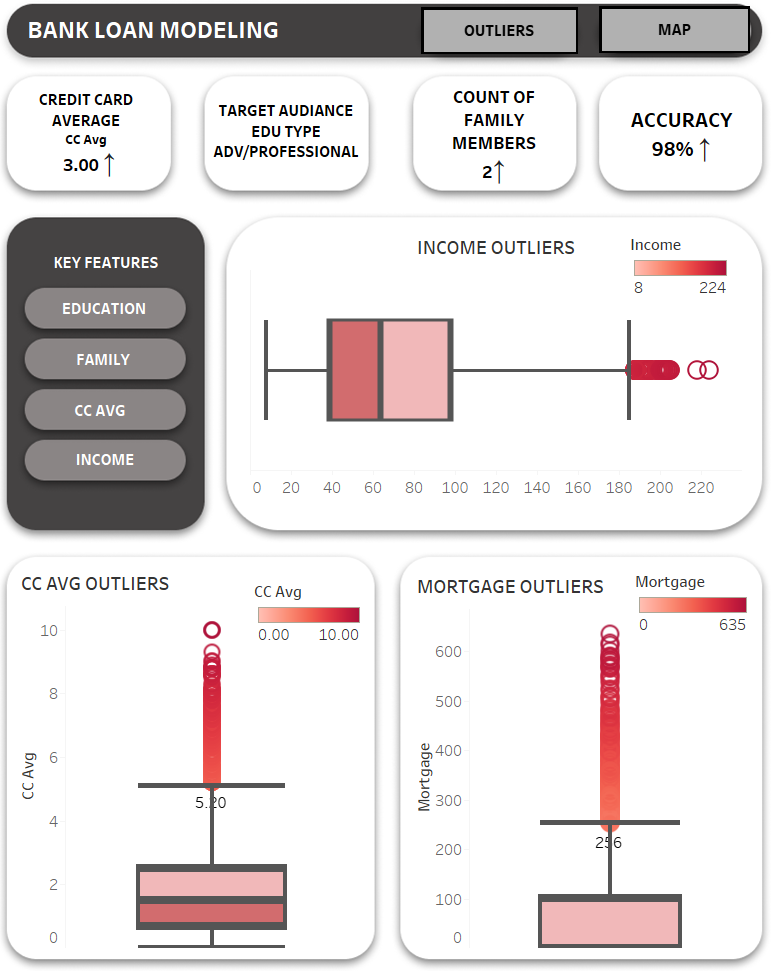 BANK LOAN MODELING
OUTLIERS
MAP
CREDIT CARD
AVERAGE
CC Avg
3.00 ↑
TARGET AUDIANCE
EDU TYPE
ADV/PROFESSIONAL
COUNT OF
FAMILY
MEMBERS
2↑
ACCURACY
98% ↑
KEY FEATURES
EDUCATION
FAMILY
CC AVG
INCOME
INCOME OUTLIERS
Income
8 224
0 20 40 60 80 100 120 140 160 180 200 220
CC AVG OUTLIERS
CC Avg
0.00 10.00
10
8
6
4
2
0
CC Avg
5.20
MORTGAGE OUTLIERS
Mortgage
0 635
600
500
400
300
200
100
0
Mortgage
256